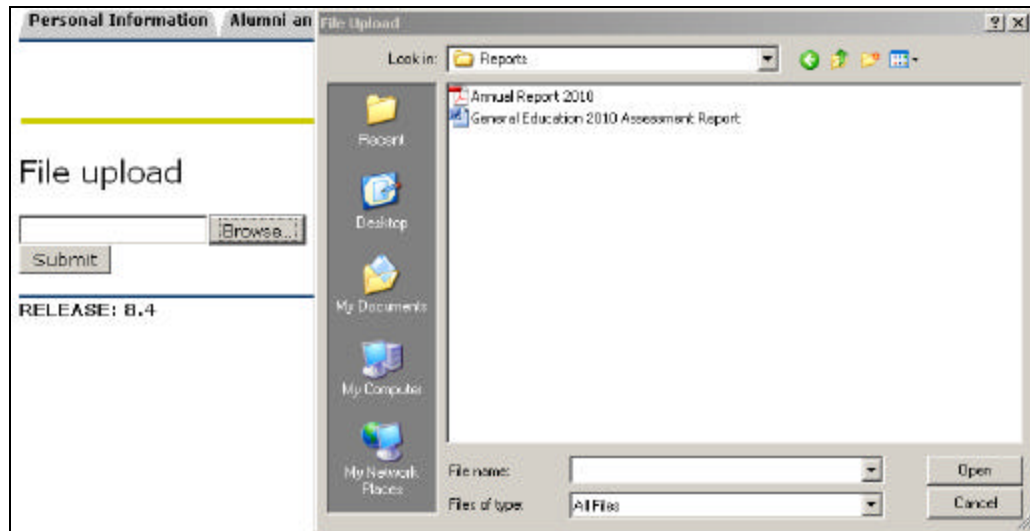 Personal Information Alumni an
File upload
Browse...
Submit
RELEASE: 8.4
File Upload
Look in: Reports
Annual Report 2010
General Education 2010 Assessment Report
Recent
Desktop
My Documents
My Computer
My Network
Places
File name:
Open
Files of type: All Files
Cancel